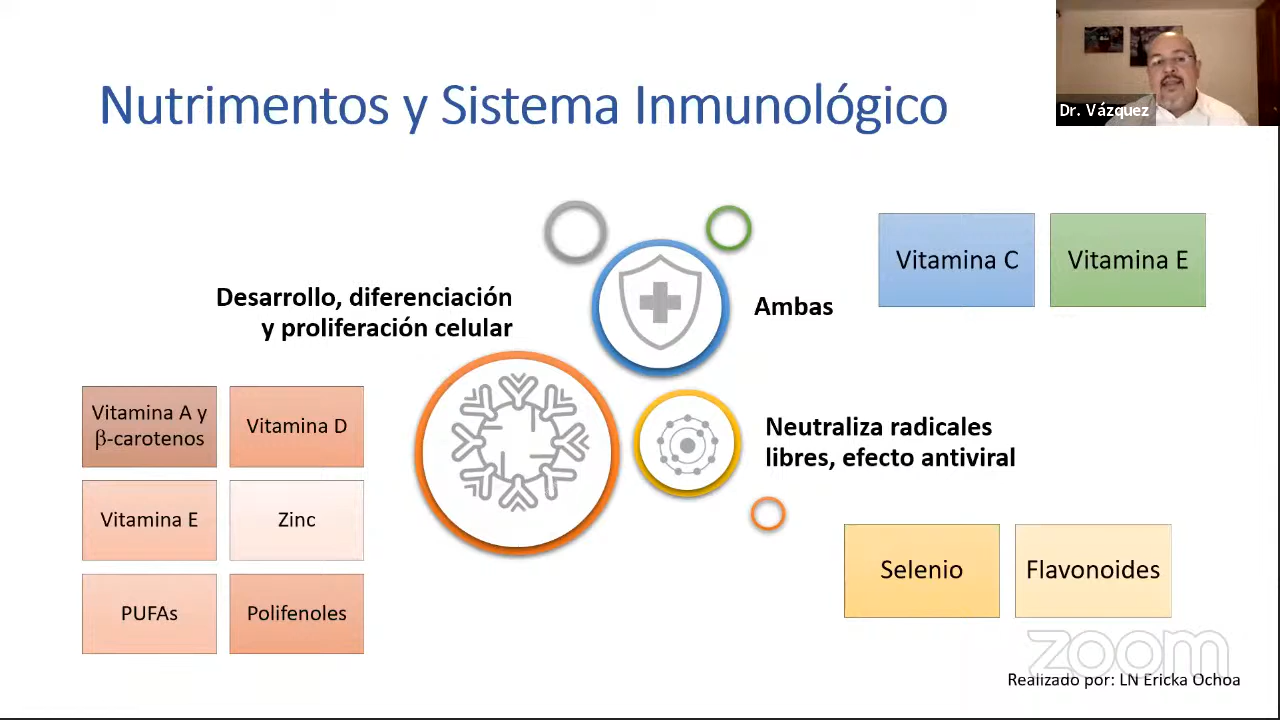 Nutrimentos y Sistema Inmunológico
Dr. Vázquez
Vitamina C
Vitamina E
Desarrollo, diferenciación
y proliferación celular
Ambas
Vitamina A y
β-carotenos
Vitamina D
Neutraliza radicales
libres, efecto antiviral
Vitamina E
Zinc
Selenio
Flavonoides
PUFAs
Polifenoles
zoom
Realizado por: LN Ericka Ochoa